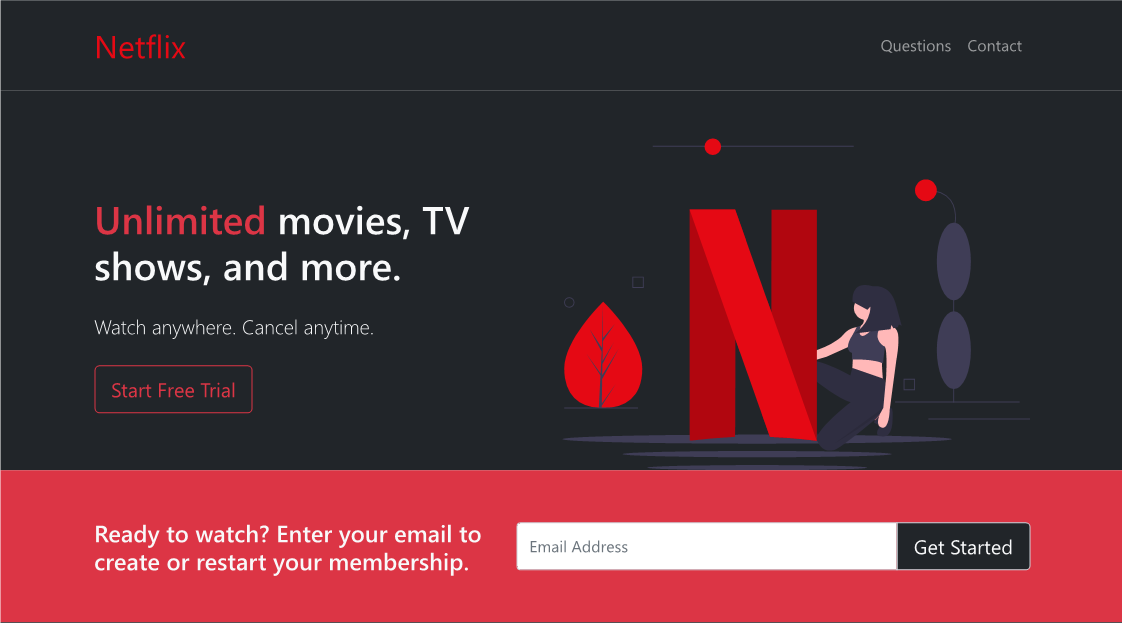 Netflix
Questions Contact
Unlimited movies, TV
shows, and more.
Watch anywhere. Cancel anytime.
Start Free Trial
N
Ready to watch? Enter your email to
create or restart your membership.
Email Address
Get Started